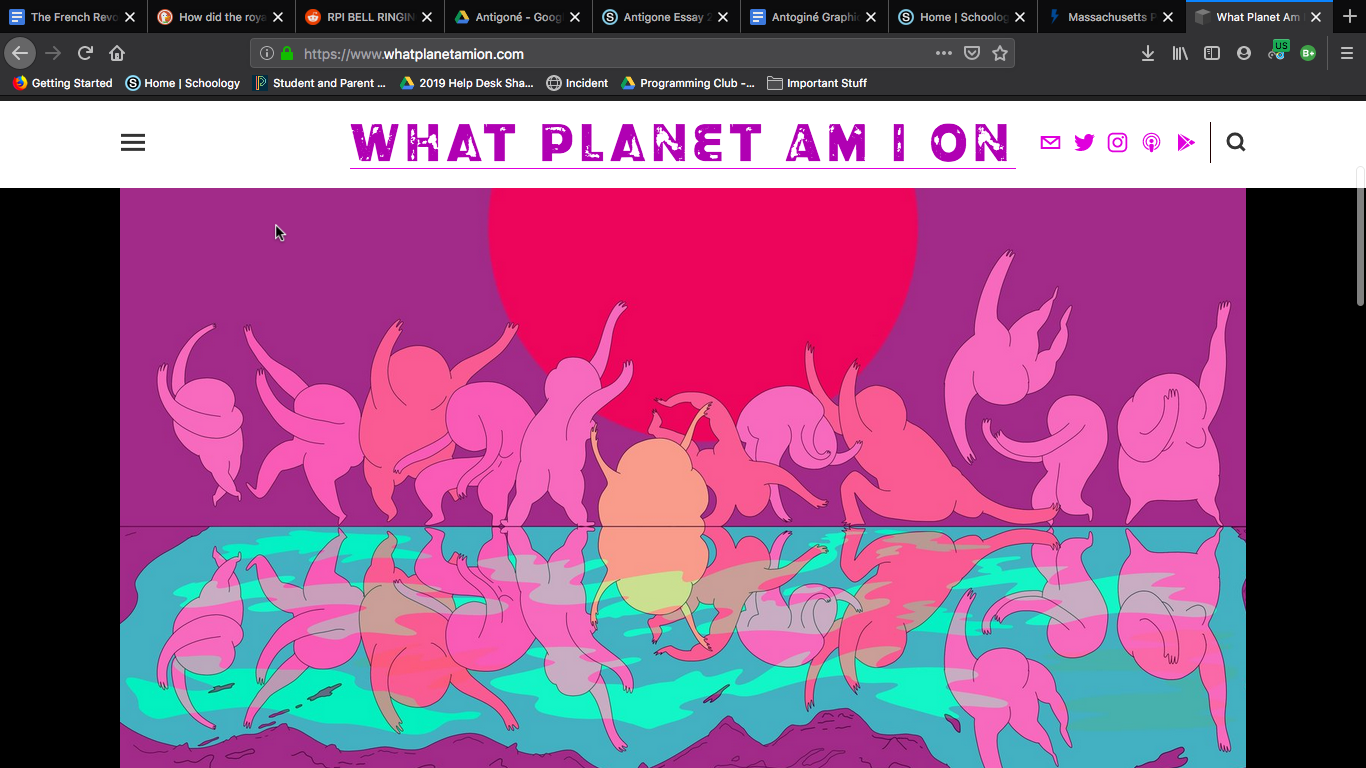 The French Revo
How did the roya
RPI BELL RINGIN
Antigoné - Goog
Antigone Essay 2
Antoginé Graphi
Home | Schoolog
Massachusetts P
What Planet Am I
https://www.whatplanetamion.com
US
B+
Getting Started
Home | Schoology
Student and Parent ...
2019 Help Desk Sha...
Incident
Programming Club -...
Important Stuff
WHAT PLANET AM I ON